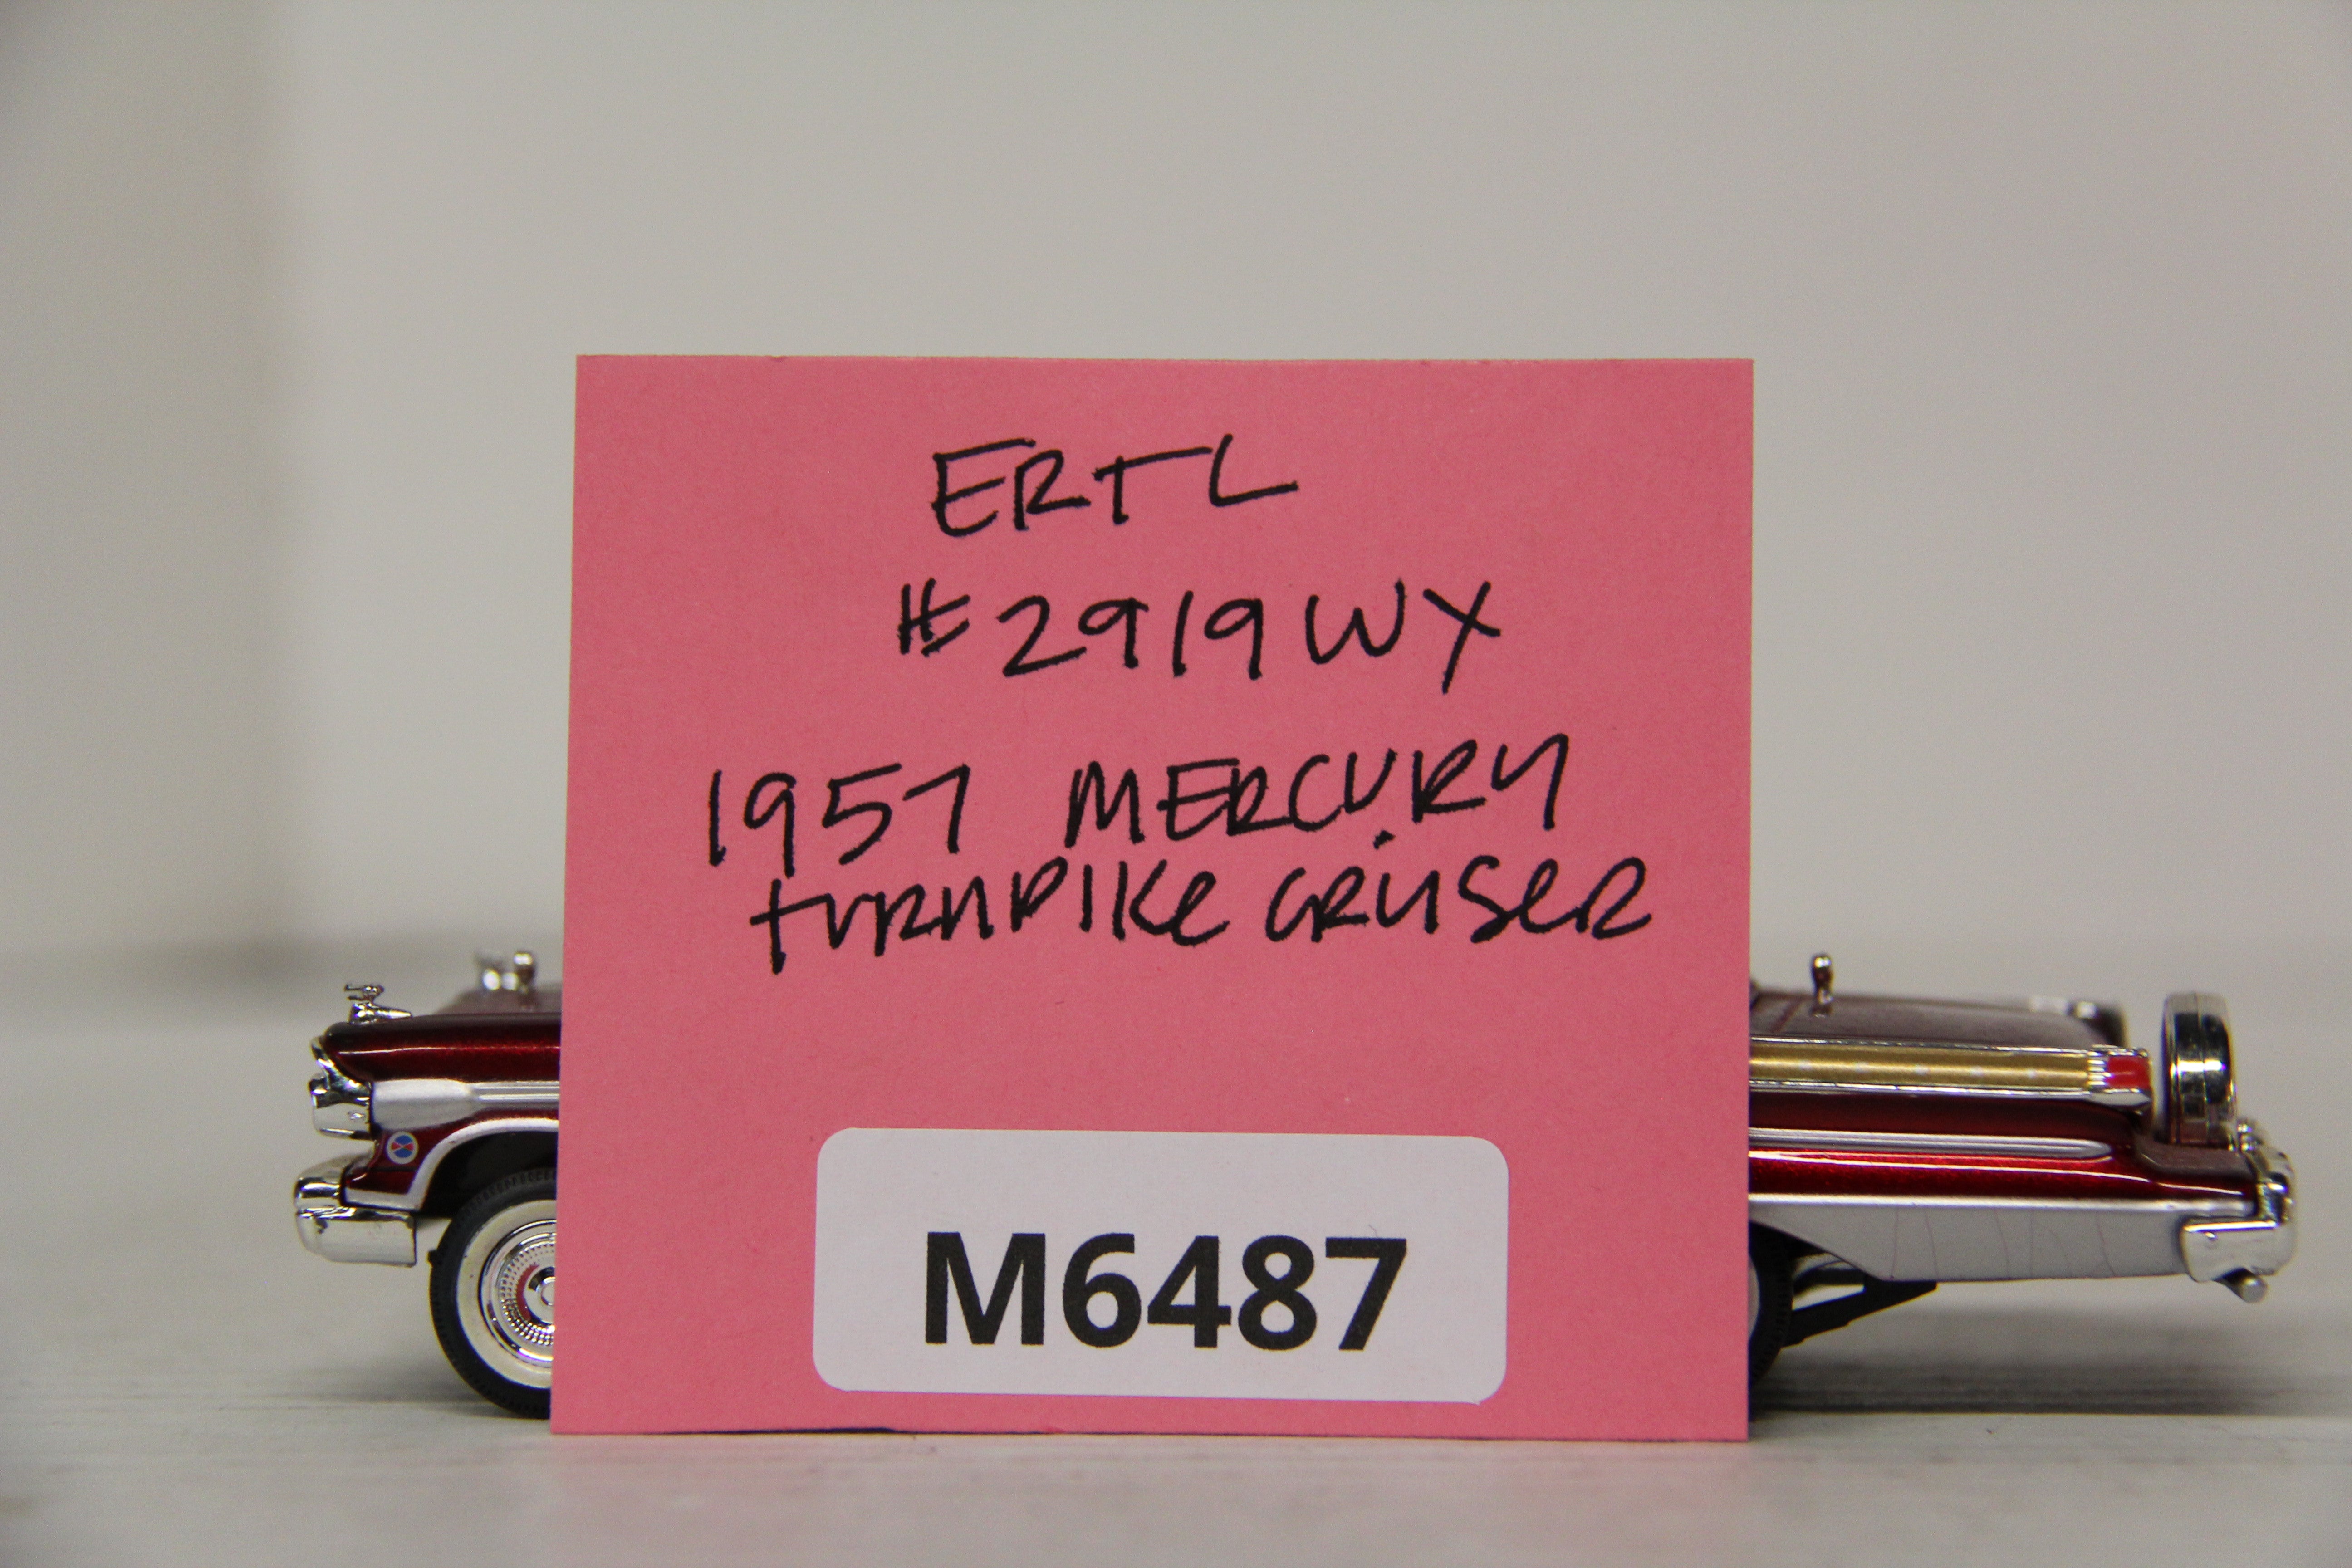 ERTL
#2919WX
1957 MERCURY
TURNPIKE CRUISER
M6487